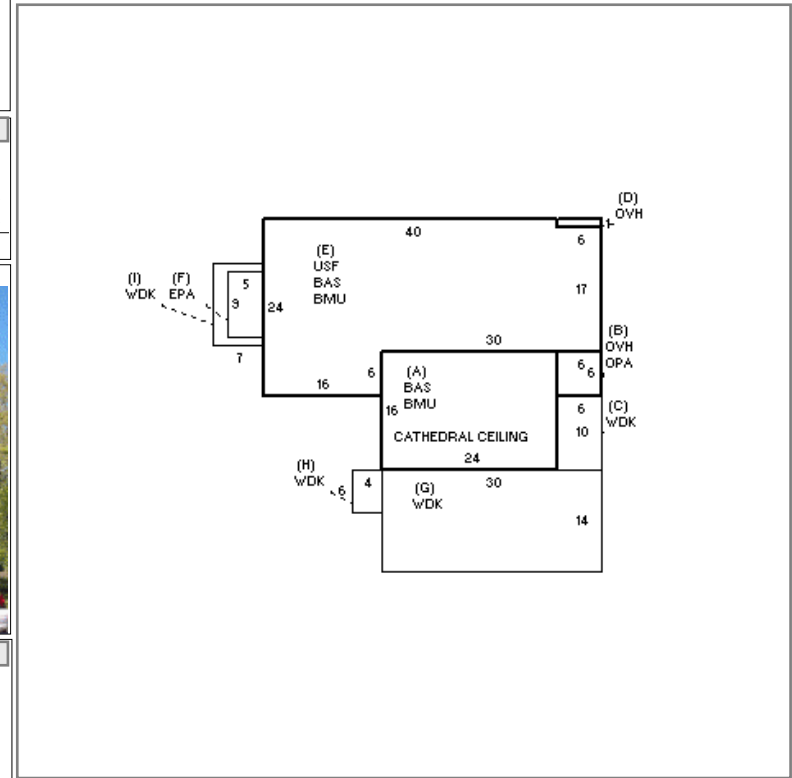 (D)
OVH
1
40
6
(E)
USF
BAS
BMU
(I)
WDK
(F)
EPA
5
9
24
17
7
30
(B)
OVH
OPA
6
6
6
16
(A)
BAS
BMU
16
CATHEDRAL CEILING
24
6
10
(C)
WDK
(H)
WDK
6
4
(G)
WDK
30
14